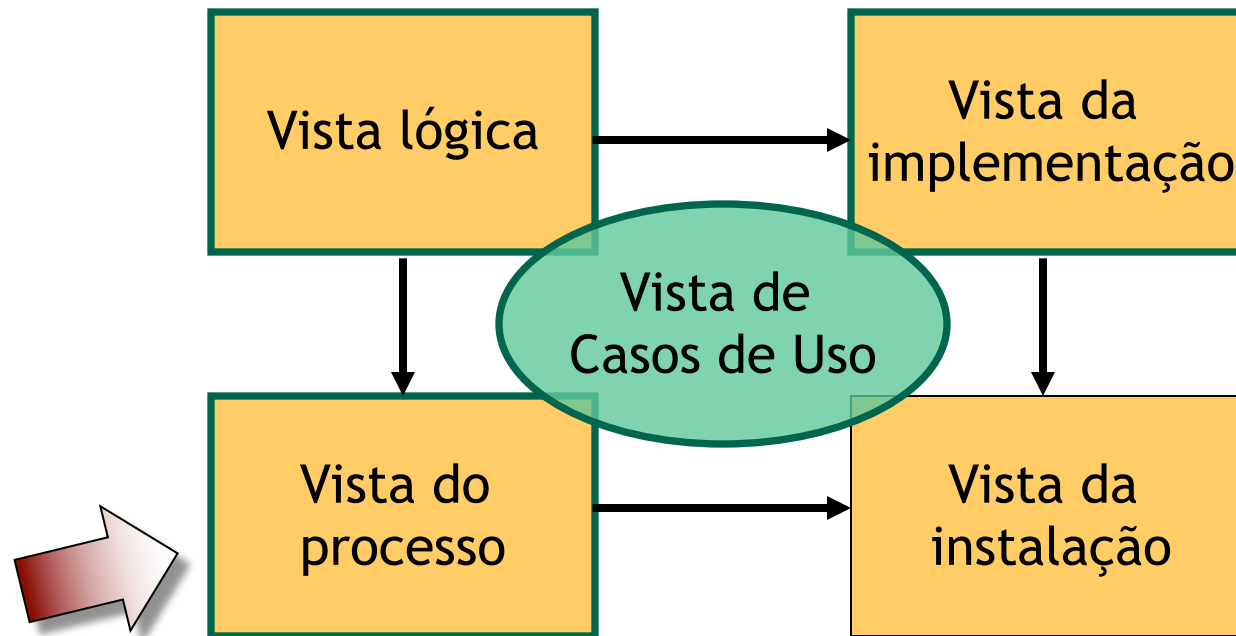 Vista lógica
Vista da
implementação
Vista de
Casos de Uso
Vista do
processo
Vista da
instalação